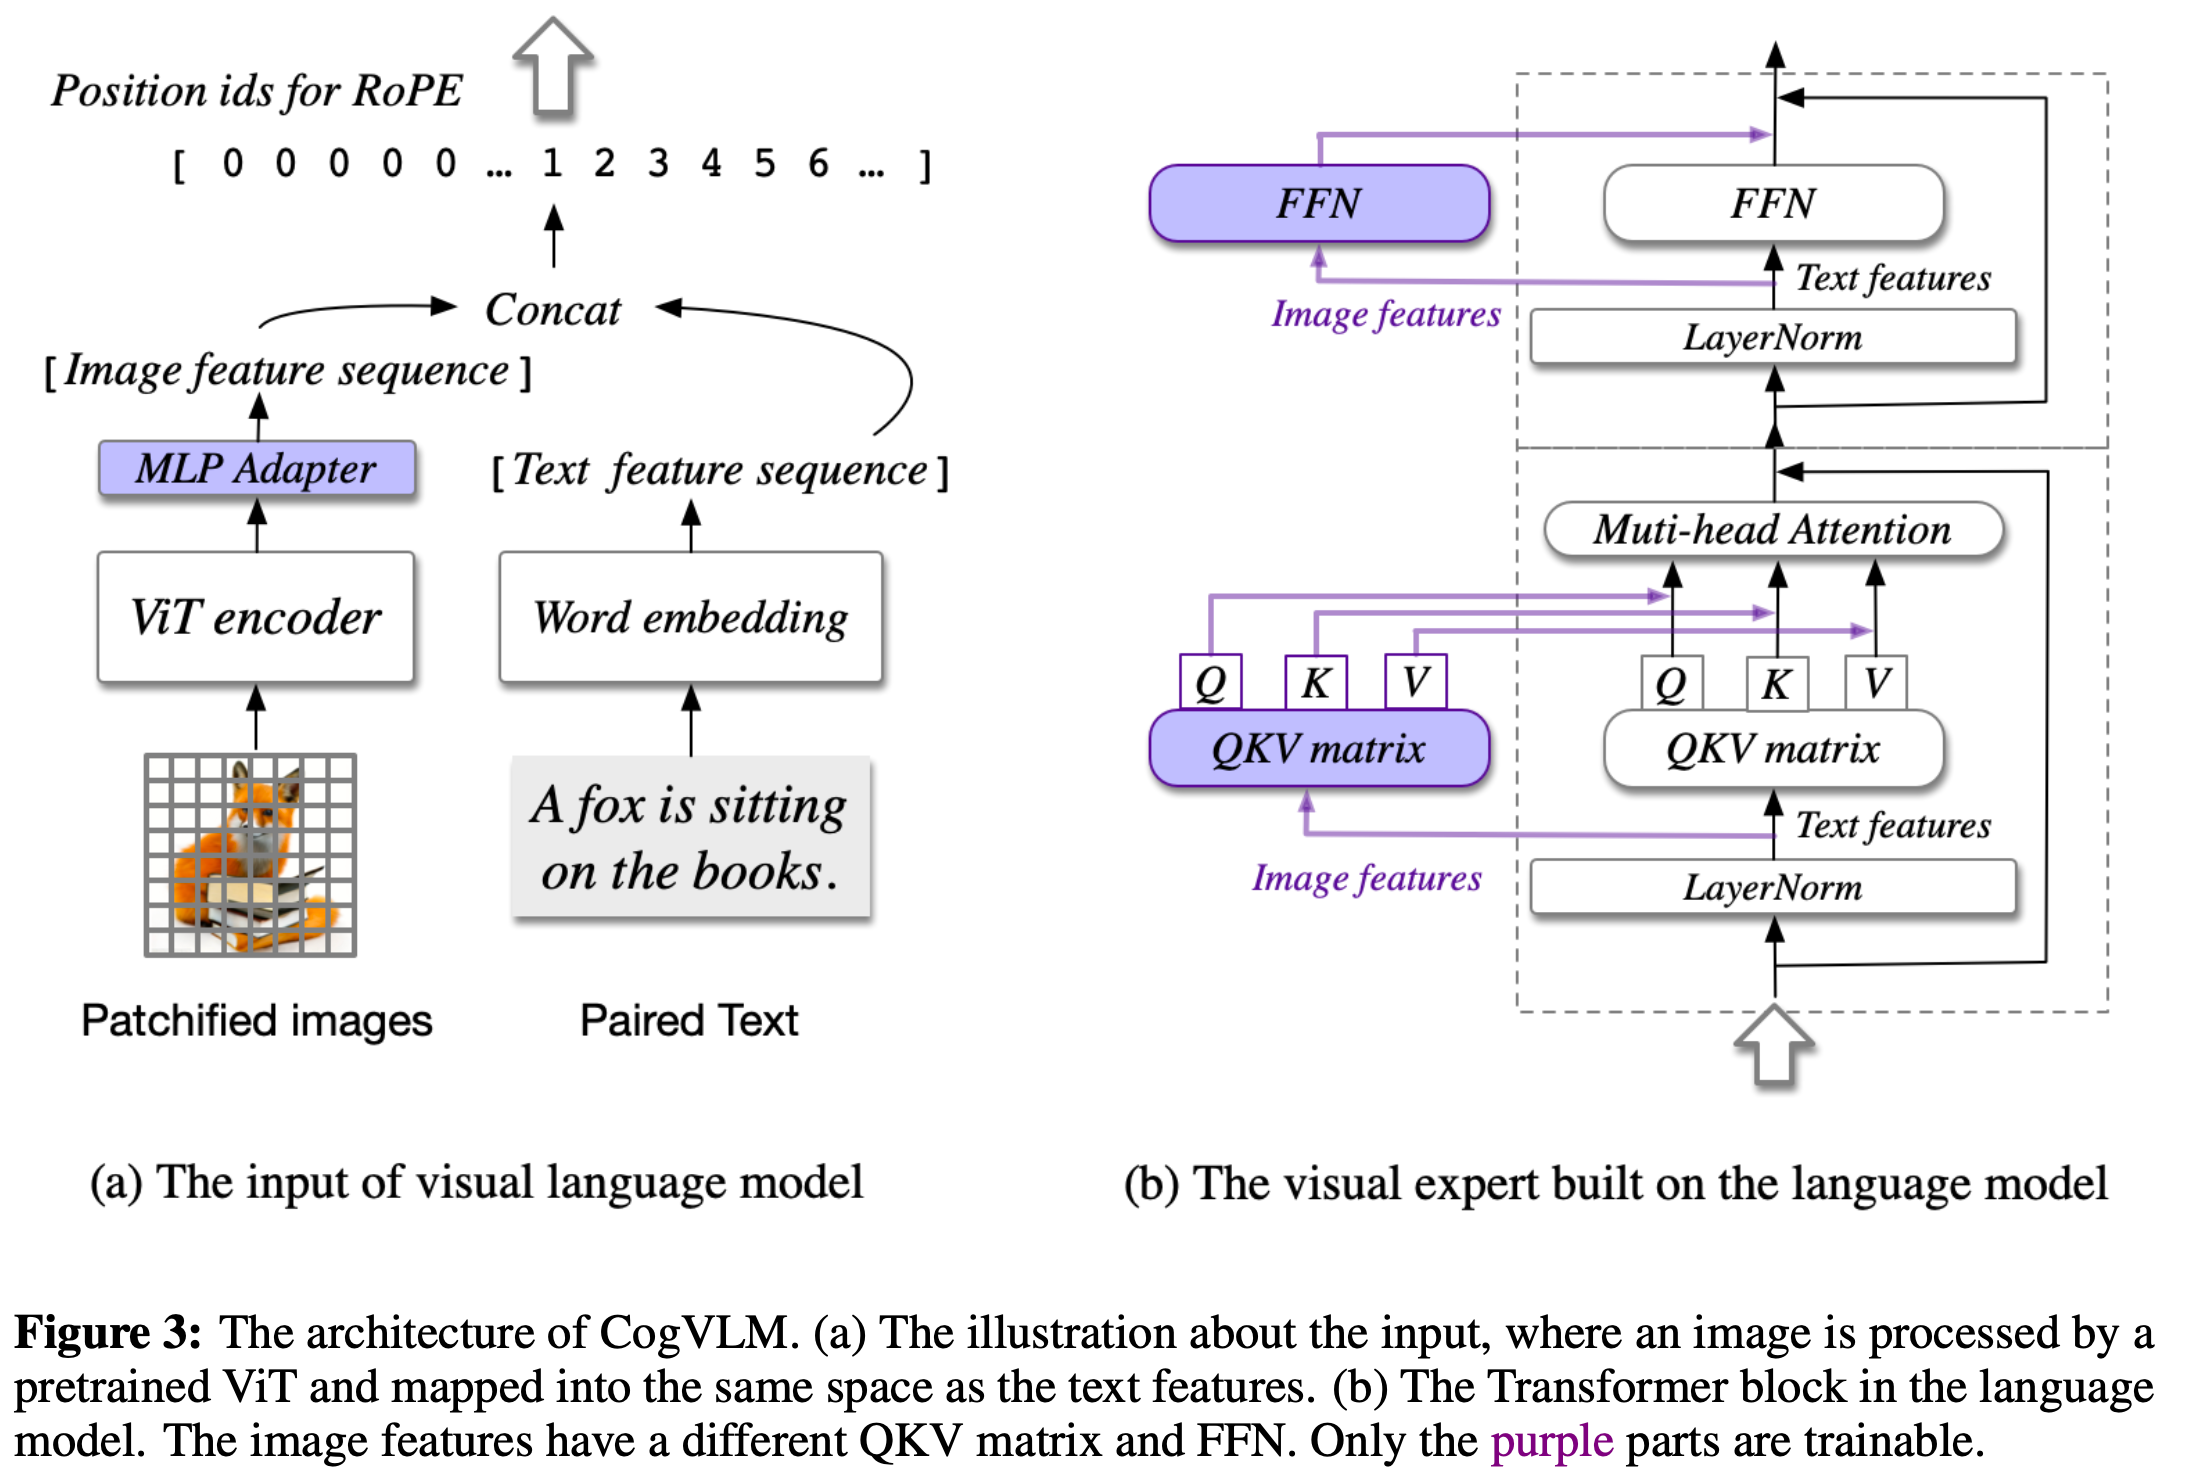 Position ids for RoPE
[ 0 0 0 0 0 ... 1 2 3 4 5 6 ... ]
Concat
[Image feature sequence]
MLP Adapter
[Text feature sequence]
ViT encoder
Word embedding
A fox is sitting
on the books.
Patchified images
Paired Text
(a) The input of visual language model
FFN
FFN
Text features
Image features
LayerNorm
Muti-head Attention
Q K V
Q K V
QKV matrix
QKV matrix
Text features
Image features
LayerNorm
(b) The visual expert built on the language model
Figure 3: The architecture of CogVLM. (a) The illustration about the input, where an image is processed by a
pretrained ViT and mapped into the same space as the text features. (b) The Transformer block in the language
model. The image features have a different QKV matrix and FFN. Only the purple parts are trainable.